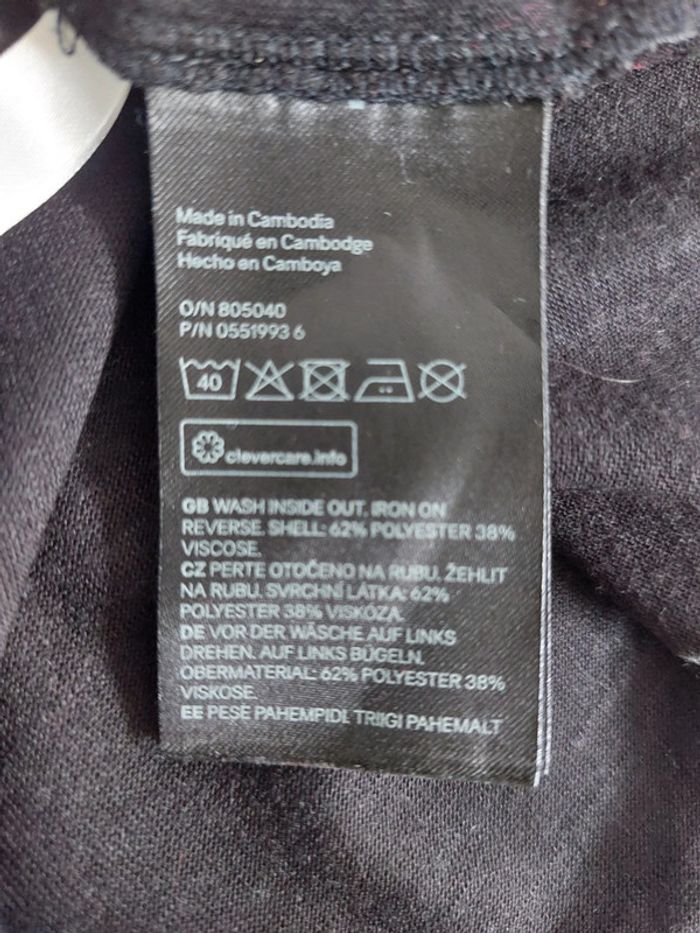 Made in Cambodia
Fabriqué en Cambodge
Hecho en Camboya
O/N 805040
P/N 0551993 6
40
clevercare.info
GB WASH INSIDE OUT. IRON ON
REVERSE. SHELL: 62% POLYESTER 38%
VISCOSE.
CZ PERTE OTOČENO NA RUBU. ŽEHLIT
NA RUBU. SVRCHNÍ LÁTKA: 62%
POLYESTER 38% VISKÓZA.
DE VOR DER WÄSCHE AUF LINKS
DREHEN. AUF LINKS BÜGELN.
OBERMATERIAL: 62% POLYESTER 38%
VISKOSE.
EE PESE PAHEMPIDI. TRIIGI PAHEMALT